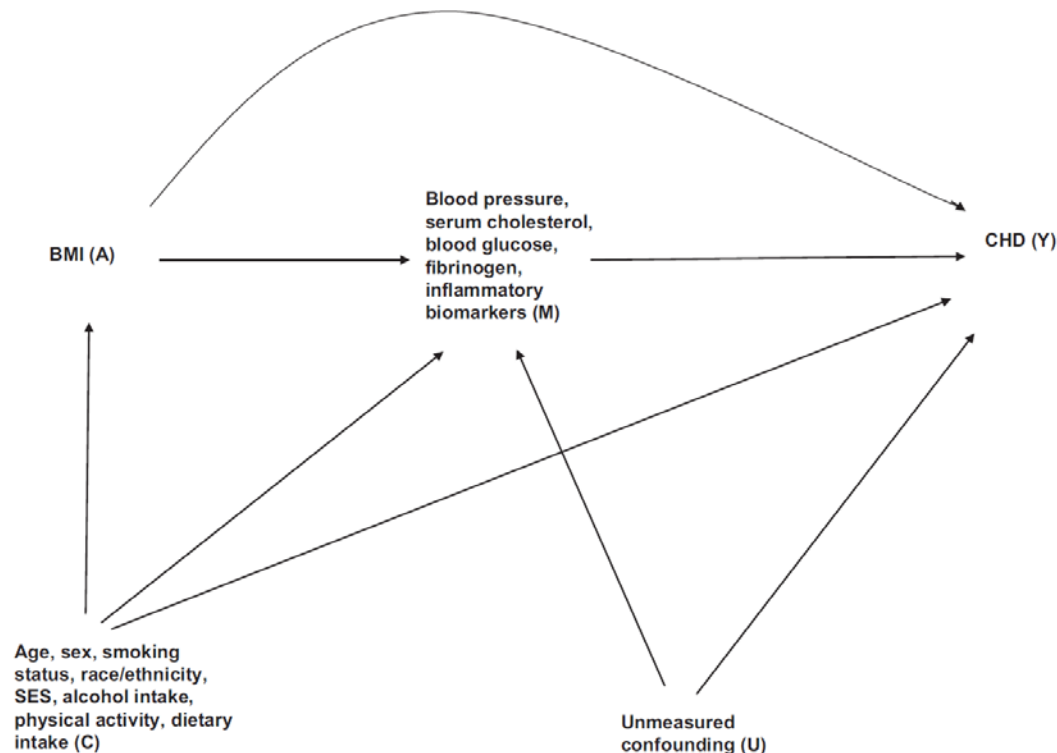 BMI (A)
Blood pressure,
serum cholesterol,
blood glucose,
fibrinogen,
inflammatory
biomarkers (M)
CHD (Y)
Age, sex, smoking
status, race/ethnicity,
SES, alcohol intake,
physical activity, dietary
intake (C)
Unmeasured
confounding (U)